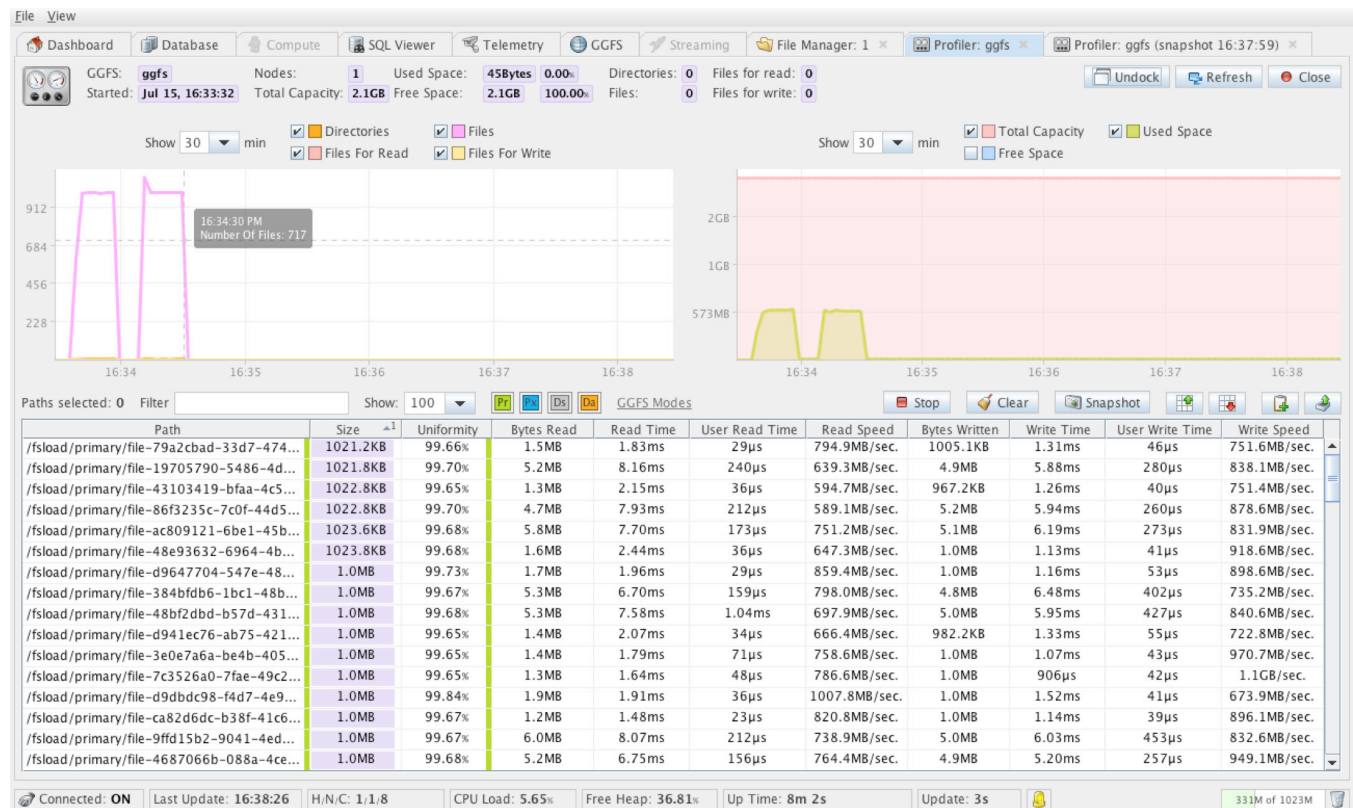 File View
Dashboard Database Compute SQL Viewer Telemetry GGFS Streaming File Manager: 1 Profiler: ggfs Profiler: ggfs (snapshot 16:37:59)
GGFS: ggfs Nodes: 1 Used Space: 45Bytes 0.00% Directories: 0 Files for read: 0 Undock Refresh Close
Started: Jul 15, 16:33:32 Total Capacity: 2.1GB Free Space: 2.1GB 100.00% Files: 0 Files for write: 0
Show 30 min Directories Files Show 30 min Total Capacity Used Space
Files For Read Files For Write Free Space
912
684
456
228
16:34:30 PM
Number Of Files: 717
16:34 16:35 16:36 16:37 16:38
2GB
1GB
573MB
16:34 16:35 16:36 16:37 16:38
Paths selected: 0 Filter Show: 100 Pr Px Ds Da GGFS Modes Stop Clear Snapshot
Path Size 1 Uniformity Bytes Read Read Time User Read Time Read Speed Bytes Written Write Time User Write Time Write Speed
/fsload/primary/file-79a2cbad-33d7-474... 1021.2KB 99.66% 1.5MB 1.83ms 29µs 794.9MB/sec. 1005.1KB 1.31ms 46µs 751.6MB/sec.
/fsload/primary/file-19705790-5486-4d... 1021.8KB 99.70% 5.2MB 8.16ms 240µs 639.3MB/sec. 4.9MB 5.88ms 280µs 838.1MB/sec.
/fsload/primary/file-43103419-bfaa-4c5... 1022.8KB 99.65% 1.3MB 2.15ms 36µs 594.7MB/sec. 967.2KB 1.26ms 40µs 751.4MB/sec.
/fsload/primary/file-86f3235c-7c0f-44d5... 1022.8KB 99.70% 4.7MB 7.93ms 212µs 589.1MB/sec. 5.2MB 5.94ms 260µs 878.6MB/sec.
/fsload/primary/file-ac809121-6be1-45b... 1023.6KB 99.68% 5.8MB 7.70ms 173µs 751.2MB/sec. 5.1MB 6.19ms 273µs 831.9MB/sec.
/fsload/primary/file-48e93632-6964-4b... 1023.8KB 99.68% 1.6MB 2.44ms 36µs 647.3MB/sec. 1.0MB 1.13ms 41µs 918.6MB/sec.
/fsload/primary/file-d9647704-547e-48... 1.0MB 99.73% 1.7MB 1.96ms 29µs 859.4MB/sec. 1.0MB 1.16ms 53µs 898.6MB/sec.
/fsload/primary/file-384bfdb6-1bc1-48b... 1.0MB 99.67% 5.3MB 6.70ms 159µs 798.0MB/sec. 4.8MB 6.48ms 402µs 735.2MB/sec.
/fsload/primary/file-48bf2dbd-b57d-431... 1.0MB 99.68% 5.3MB 7.58ms 1.04ms 697.9MB/sec. 5.0MB 5.95ms 427µs 840.6MB/sec.
/fsload/primary/file-d941ec76-ab75-421... 1.0MB 99.65% 1.4MB 2.07ms 34µs 666.4MB/sec. 982.2KB 1.33ms 55µs 722.8MB/sec.
/fsload/primary/file-3e0e7a6a-be4b-405... 1.0MB 99.65% 1.4MB 1.79ms 71µs 758.6MB/sec. 1.0MB 1.07ms 43µs 970.7MB/sec.
/fsload/primary/file-7c3526a0-7fae-49c2... 1.0MB 99.65% 1.3MB 1.64ms 48µs 786.6MB/sec. 1.0MB 906µs 42µs 1.1GB/sec.
/fsload/primary/file-d9dbdc98-f4d7-4e9... 1.0MB 99.84% 1.9MB 1.91ms 36µs 1007.8MB/sec. 1.0MB 1.52ms 41µs 673.9MB/sec.
/fsload/primary/file-ca82d6dc-b38f-41c6... 1.0MB 99.67% 1.2MB 1.48ms 23µs 820.8MB/sec. 1.0MB 1.14ms 39µs 896.1MB/sec.
/fsload/primary/file-9ffd15b2-9041-4ed... 1.0MB 99.67% 6.0MB 8.07ms 212µs 738.9MB/sec. 5.0MB 6.03ms 453µs 832.6MB/sec.
/fsload/primary/file-4687066b-088a-4ce... 1.0MB 99.68% 5.2MB 6.75ms 156µs 764.4MB/sec. 4.9MB 5.20ms 257µs 949.1MB/sec.
Connected: ON Last Update: 16:38:26 H/N/C: 1/1/8 CPU Load: 5.65% Free Heap: 36.81% Up Time: 8m 2s Update: 3s 331M of 1023M